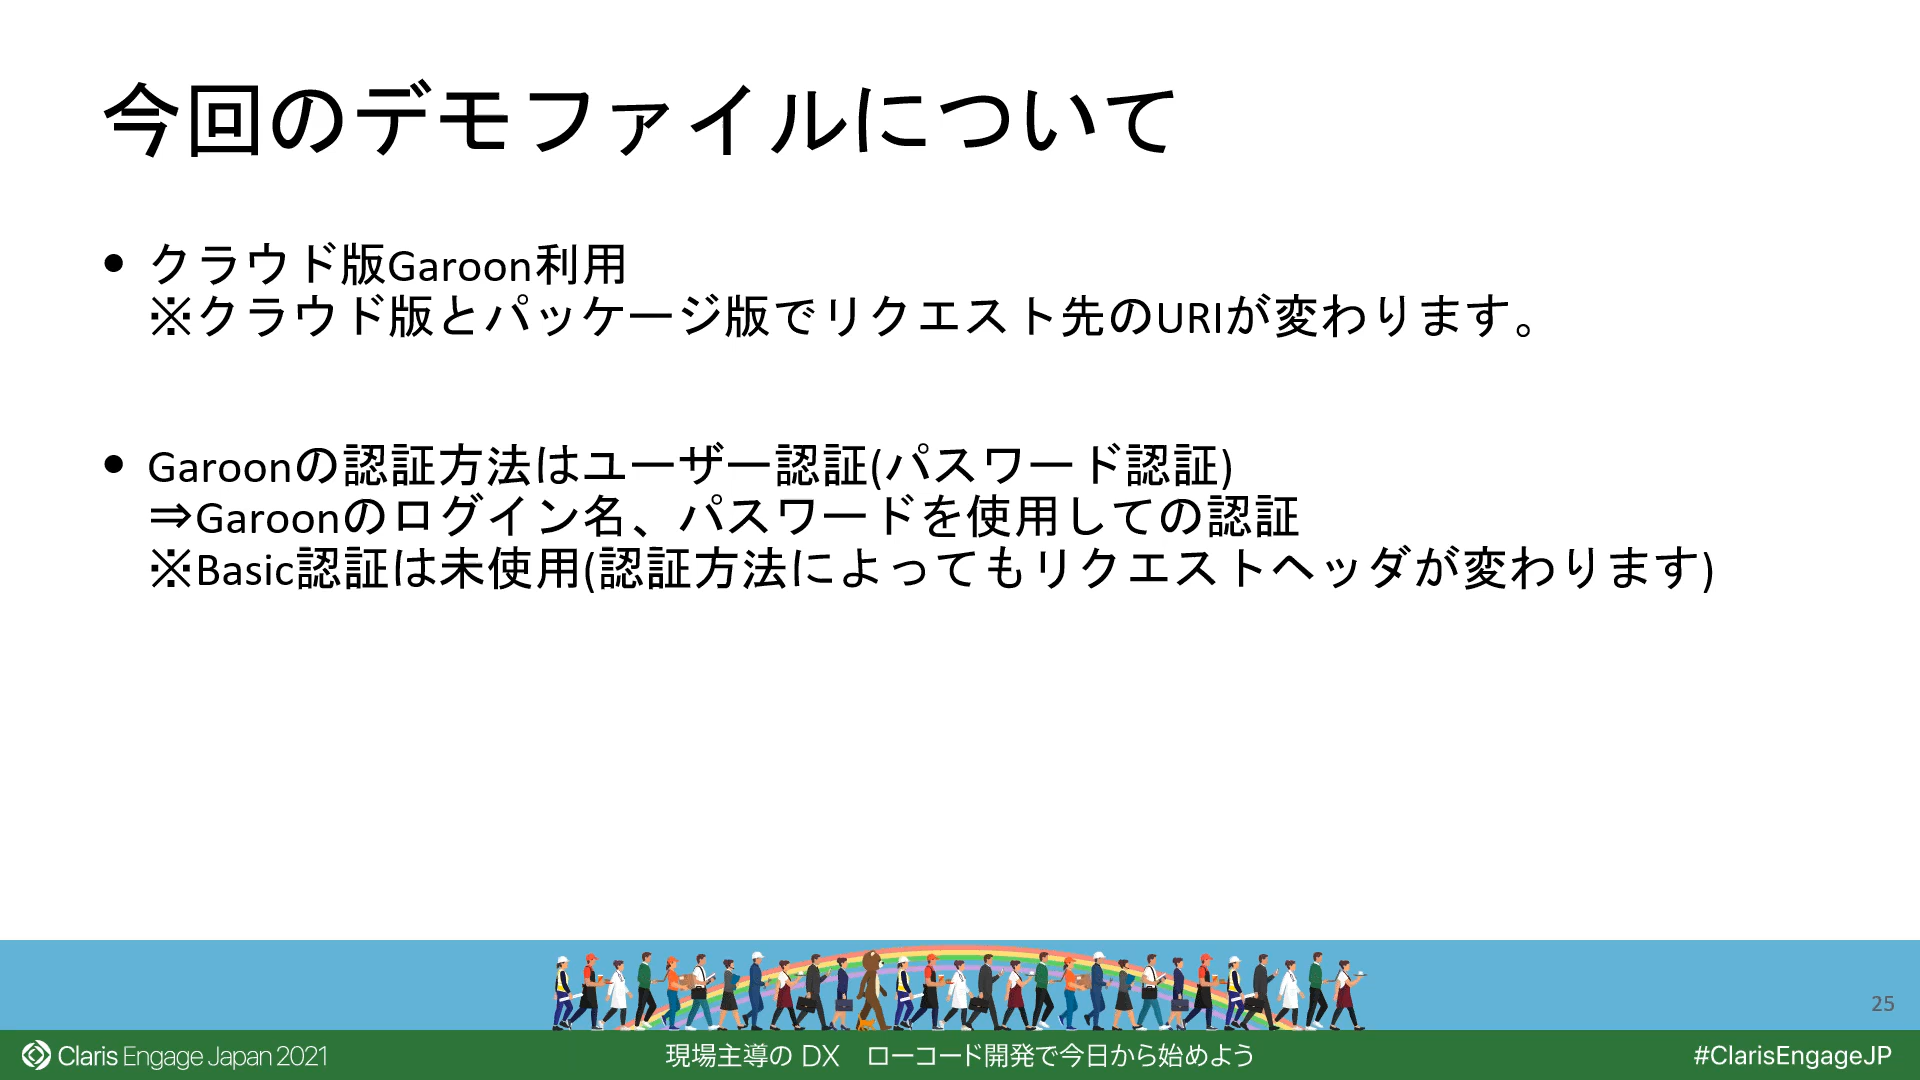 今回のデモファイルについて
• クラウド版Garoon利用
※クラウド版とパッケージ版でリクエスト先のURIが変わります。
• Garoonの認証方法はユーザー認証(パスワード認証)
⇒Garoonのログイン名、パスワードを使用しての認証
※Basic認証は未使用(認証方法によってもリクエストヘッダが変わります)
25
Claris Engage Japan 2021
現場主導の DX　ローコード開発で今日から始めよう
#ClarisEngageJP